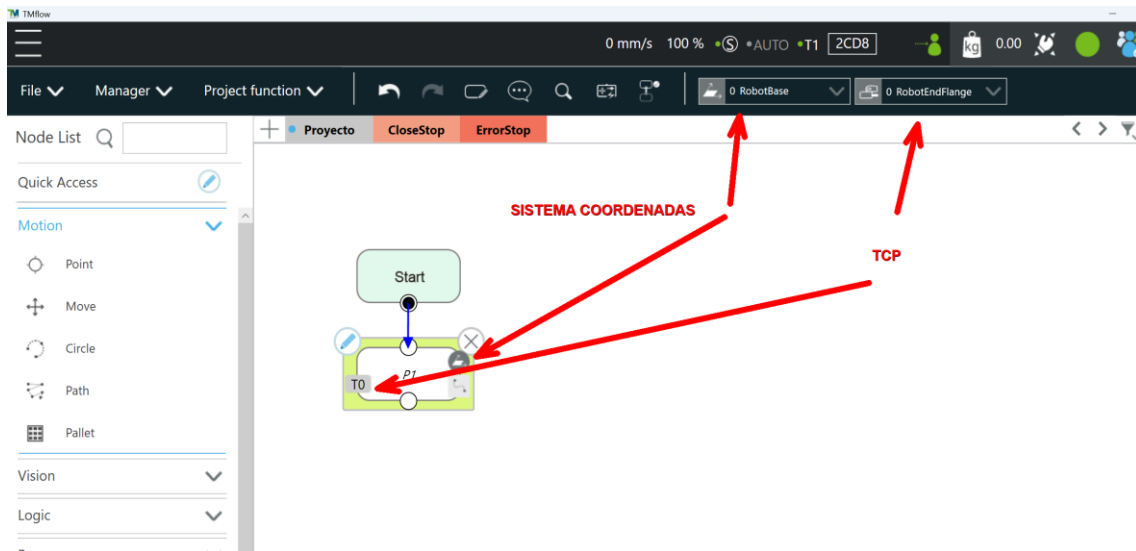 TMflow
0 mm/s 100 % S AUTO T1 2CD8 kg 0.00
File Manager Project function 0 RobotBase 0 RobotEndFlange
Node List
Proyecto CloseStop ErrorStop
Quick Access
Motion
Point
Move
Circle
Path
Pallet
Vision
Logic
SISTEMA COORDENADAS
TCP
Start
P1
T0